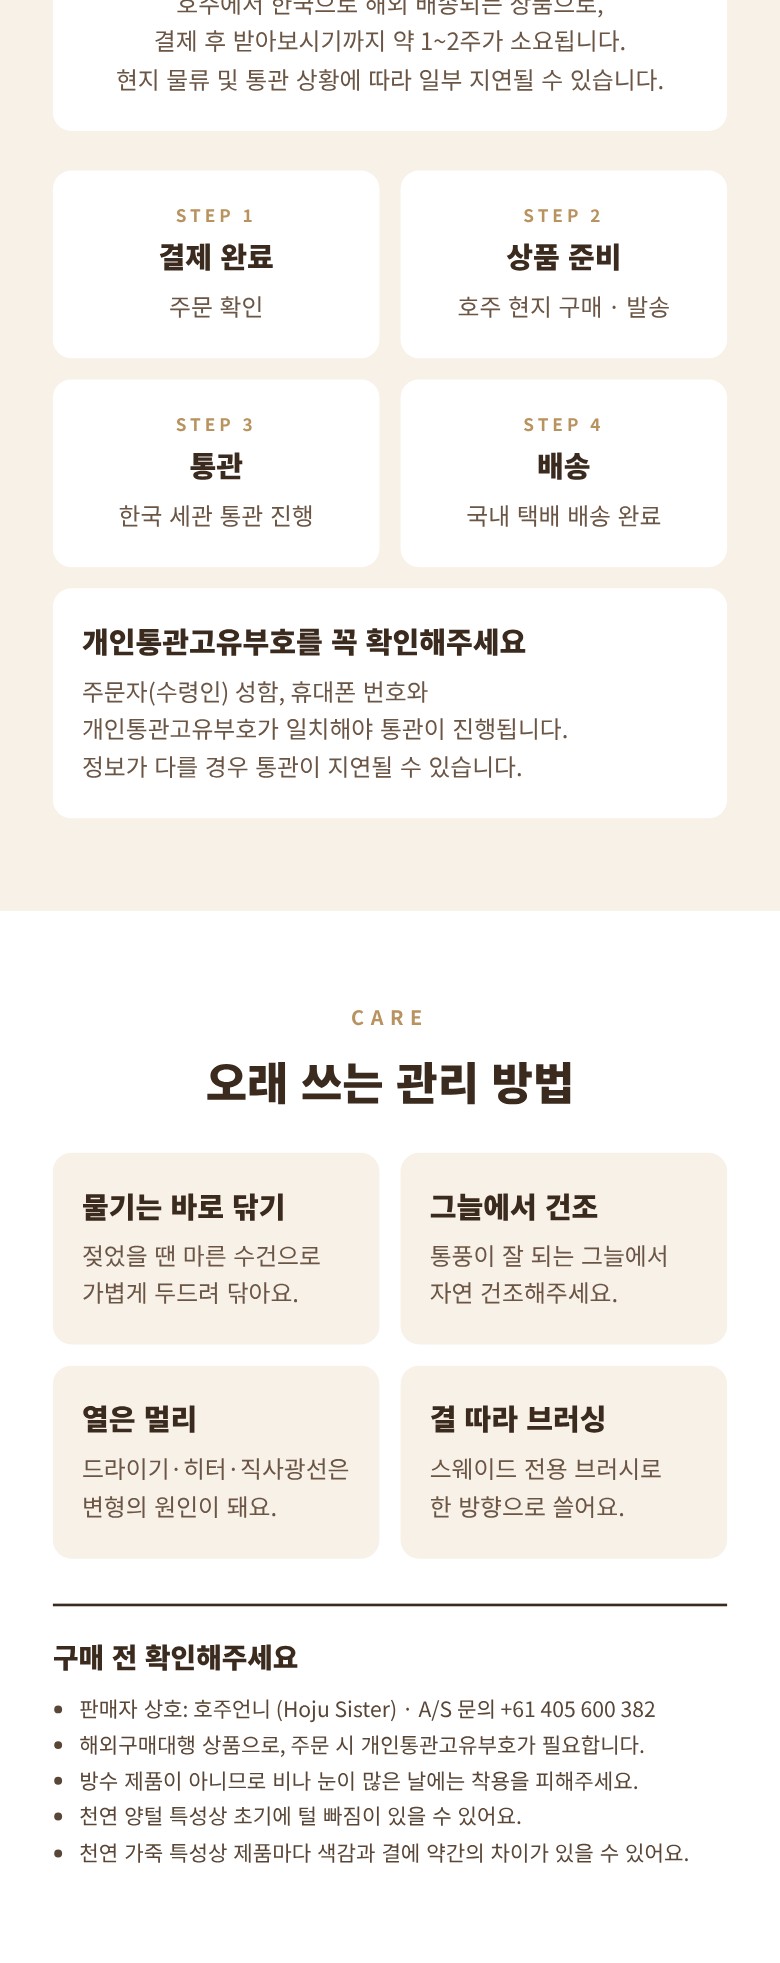 호주에서 한국으로 해외 배송되는 상품으로,
결제 후 받아보시기까지 약 1~2주가 소요됩니다.
현지 물류 및 통관 상황에 따라 일부 지연될 수 있습니다.
STEP 1
결제 완료
주문 확인
STEP 2
상품 준비
호주 현지 구매 · 발송
STEP 3
통관
한국 세관 통관 진행
STEP 4
배송
국내 택배 배송 완료
개인통관고유부호를 꼭 확인해주세요
주문자(수령인) 성함, 휴대폰 번호와
개인통관고유부호가 일치해야 통관이 진행됩니다.
정보가 다를 경우 통관이 지연될 수 있습니다.
CARE
오래 쓰는 관리 방법
물기는 바로 닦기
젖었을 땐 마른 수건으로
가볍게 두드려 닦아요.
그늘에서 건조
통풍이 잘 되는 그늘에서
자연 건조해주세요.
열은 멀리
드라이기·히터·직사광선은
변형의 원인이 돼요.
결 따라 브러싱
스웨이드 전용 브러시로
한 방향으로 쓸어요.
구매 전 확인해주세요
• 판매자 상호: 호주언니 (Hoju Sister) · A/S 문의 +61 405 600 382
• 해외구매대행 상품으로, 주문 시 개인통관고유부호가 필요합니다.
• 방수 제품이 아니므로 비나 눈이 많은 날에는 착용을 피해주세요.
• 천연 양털 특성상 초기에 털 빠짐이 있을 수 있어요.
• 천연 가죽 특성상 제품마다 색감과 결에 약간의 차이가 있을 수 있어요.